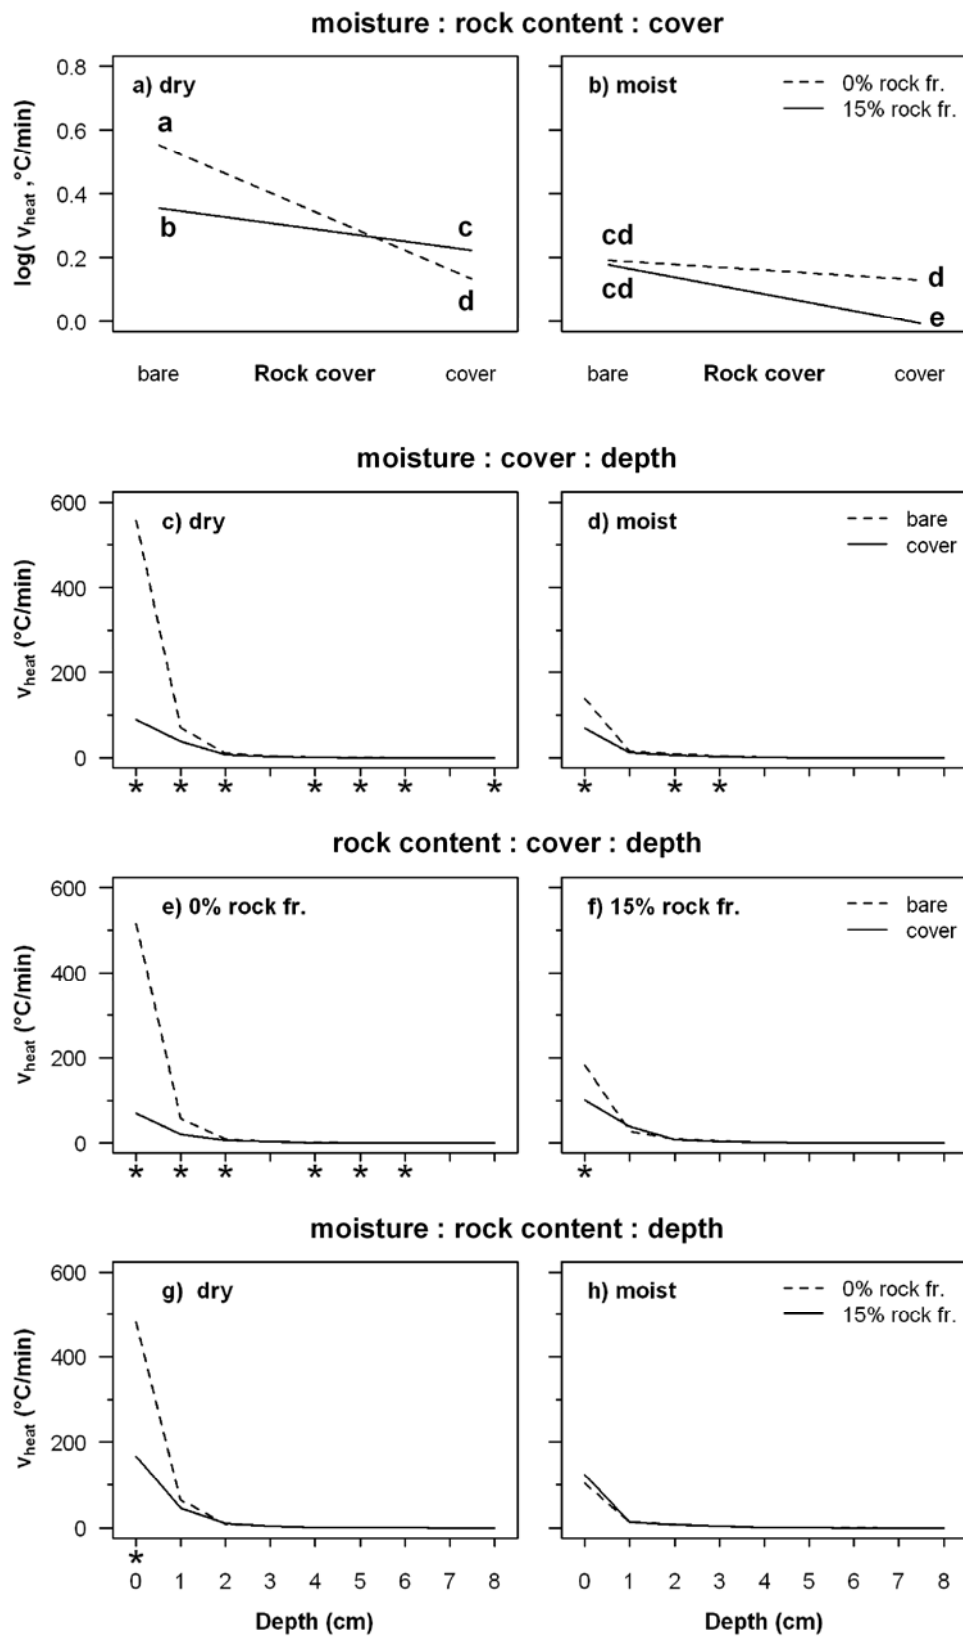 moisture : rock content : cover
a) dry
b) moist
0% rock fr.
15% rock fr.
log( vheat ,°C/min)
0.8
0.6
0.4
0.2
0.0
a
b
c
d
cd
cd
d
e
bare Rock cover cover
bare Rock cover cover
moisture : cover : depth
c) dry
d) moist
bare
cover
vheat (°C/min)
600
400
200
0
* * * * * * *
* * *
rock content : cover : depth
e) 0% rock fr.
f) 15% rock fr.
bare
cover
vheat (°C/min)
600
400
200
0
* * * * * *
*
moisture : rock content : depth
g) dry
h) moist
0% rock fr.
15% rock fr.
vheat (°C/min)
600
400
200
0
*
0 1 2 3 4 5 6 7 8
0 1 2 3 4 5 6 7 8
Depth (cm)
Depth (cm)